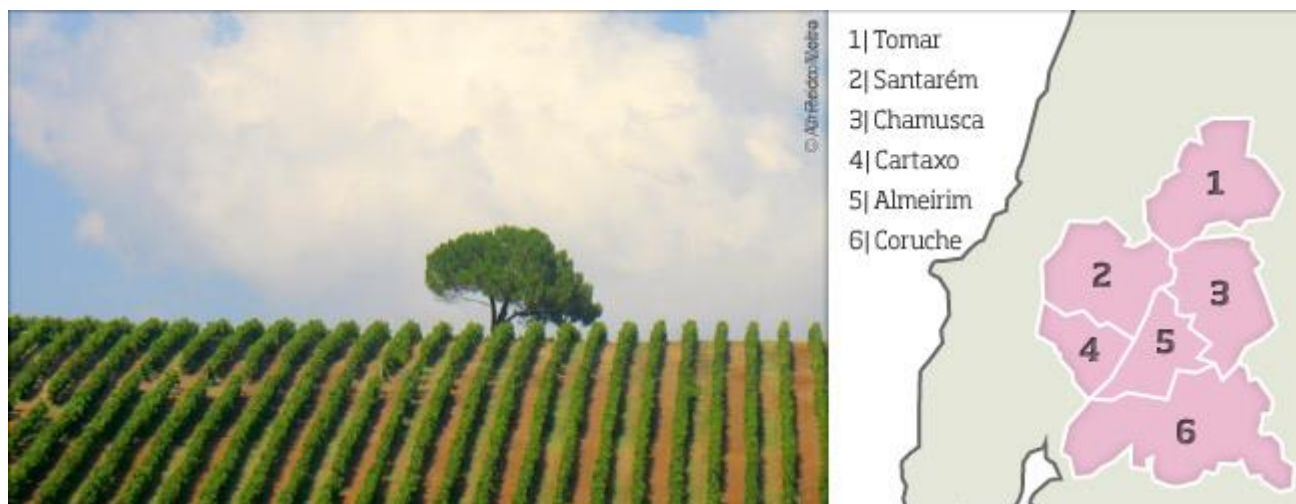 1| Tomar
2| Santarém
3| Chamusca
4| Cartaxo
5| Almeirim
6| Coruche
1
2
3
4
5
6